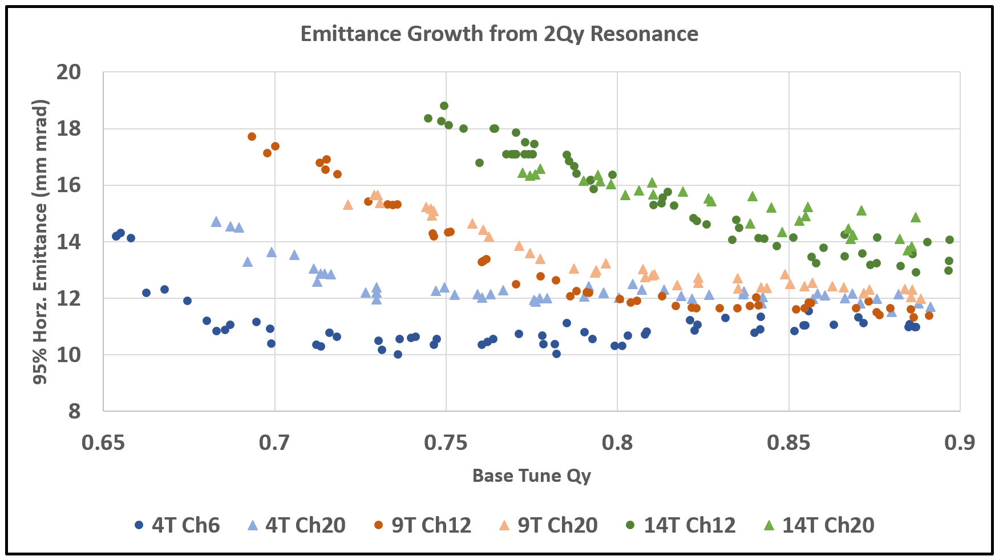 Emittance Growth from 2Qy Resonance
95% Horz. Emittance (mm mrad)
20
18
16
14
12
10
8
0.65 0.7 0.75 0.8 0.85 0.9
Base Tune Qy
4T Ch6 4T Ch20 9T Ch12 9T Ch20 14T Ch12 14T Ch20